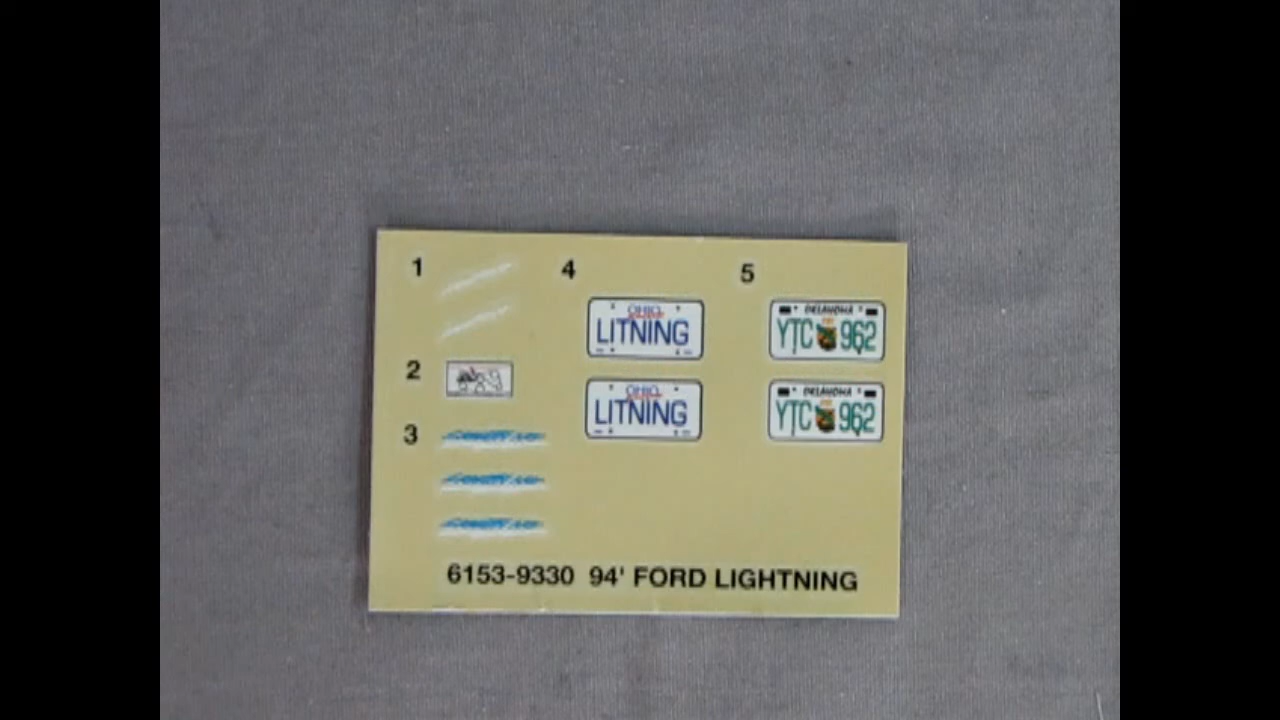 1
4
5
OHIO
LITNING
OKLAHOMA
YTC 962
2
OHIO
LITNING
OKLAHOMA
YTC 962
3
6153-9330 94' FORD LIGHTNING